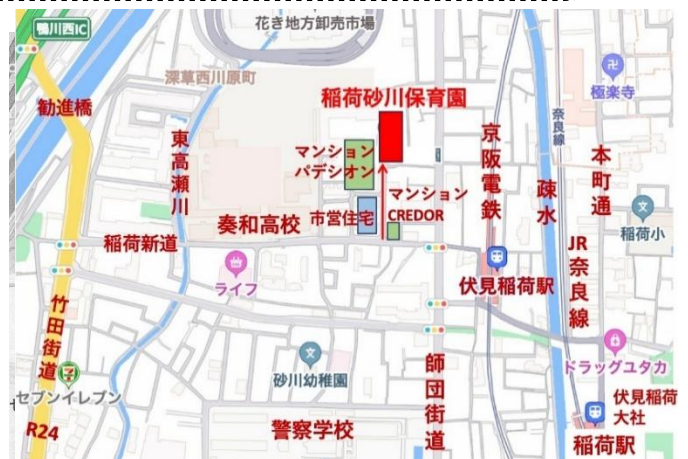 花き地方卸売市場
鴨川西IC
深草西川原町
稲荷砂川保育園
極楽寺
勧進橋
東高瀬川
マンション
パデシオン
京阪電鉄
疎水
奈良線
本町通
マンション
CREDOR
市営住宅
奏和高校
稲荷新道
稲荷小
ライフ
伏見稲荷駅
JR奈良線
竹田街道
砂川幼稚園
師団街道
ドラッグユタカ
セブンイレブン
伏見稲荷
大社
R24
警察学校
稲荷駅